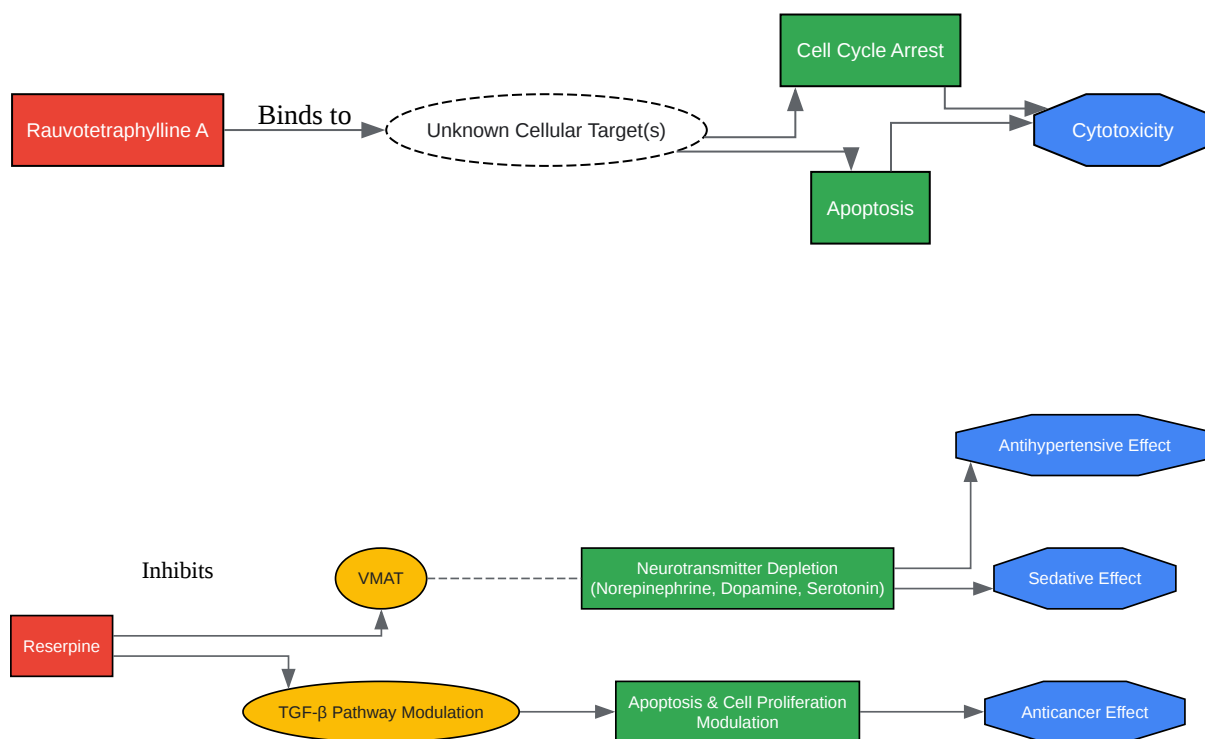 Cell Cycle Arrest
Rauvotetraphylline A
Binds to
Unknown Cellular Target(s)
Cytotoxicity
Apoptosis
Antihypertensive Effect
Inhibits
VMAT
Neurotransmitter Depletion
(Norepinephrine, Dopamine, Serotonin)
Sedative Effect
Reserpine
TGF-β Pathway Modulation
Apoptosis & Cell Proliferation
Modulation
Anticancer Effect